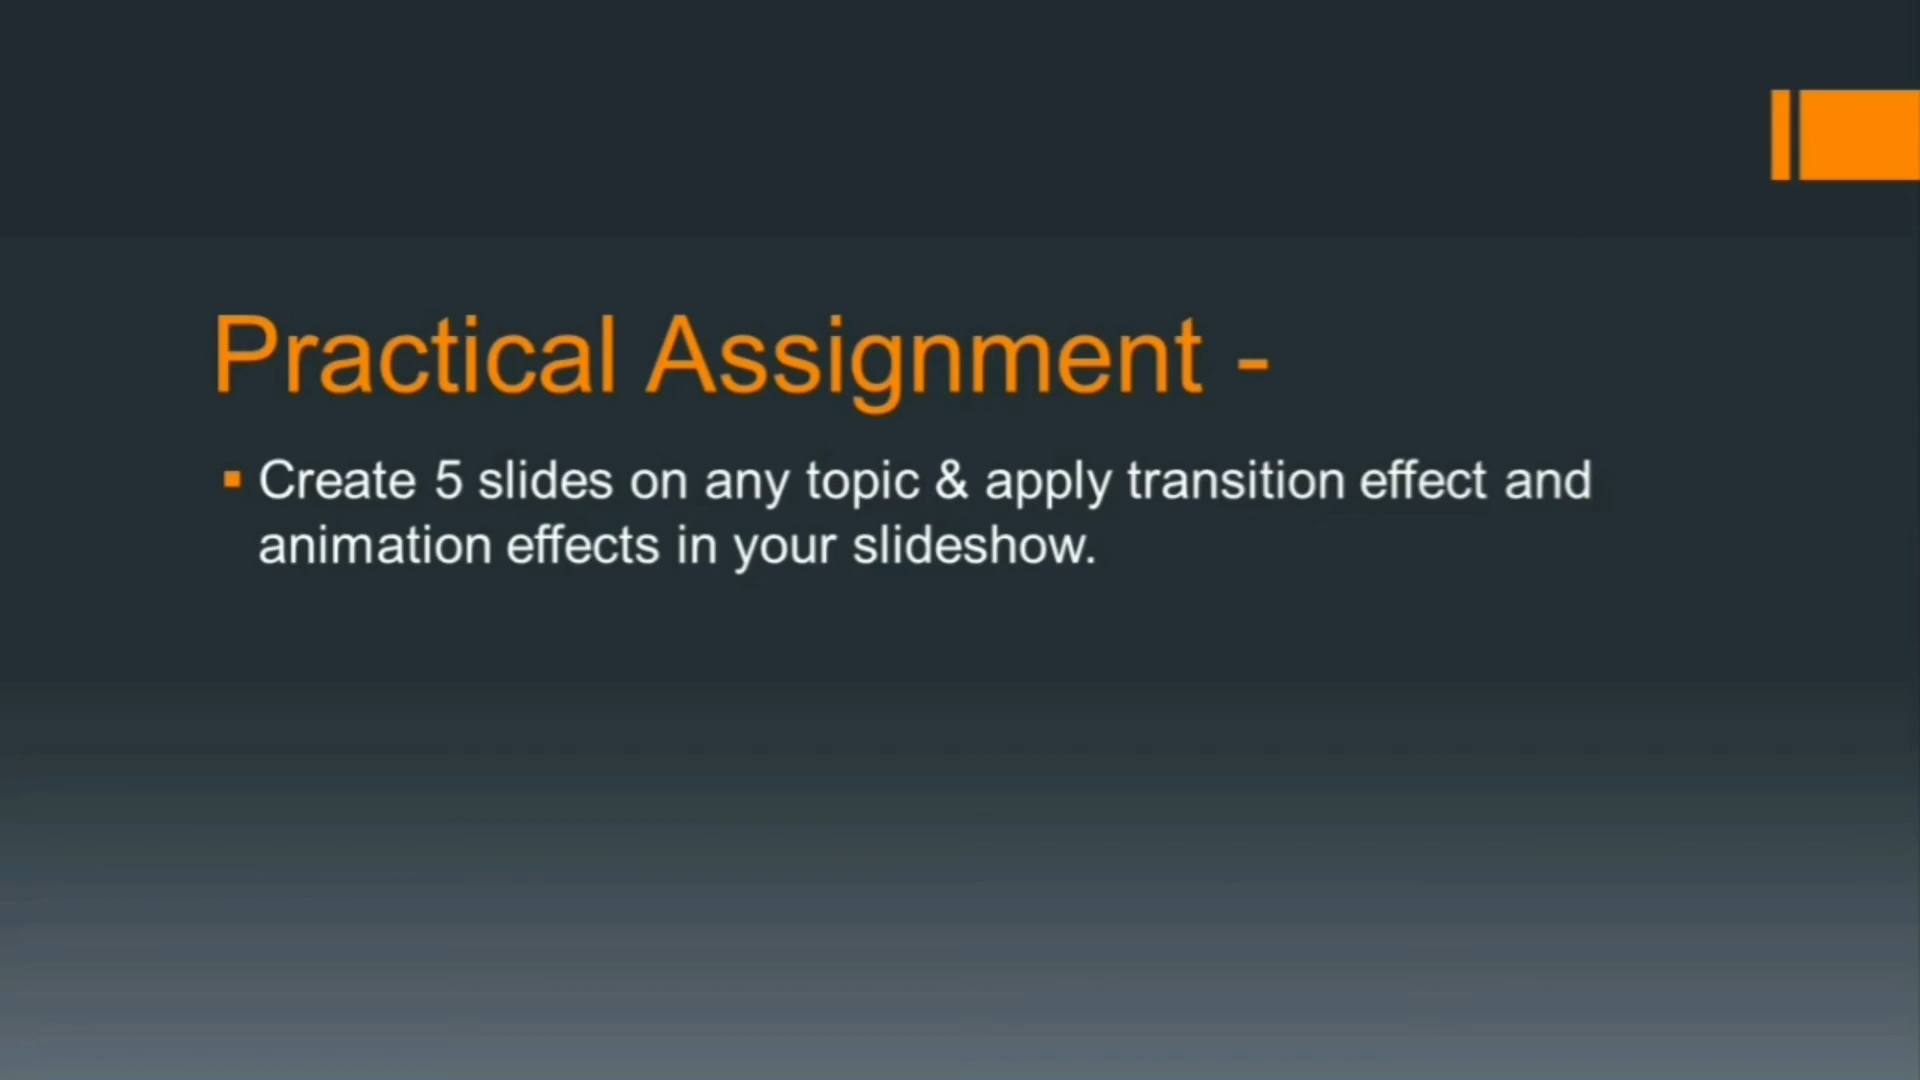 Practical Assignment -
▪ Create 5 slides on any topic & apply transition effect and
animation effects in your slideshow.